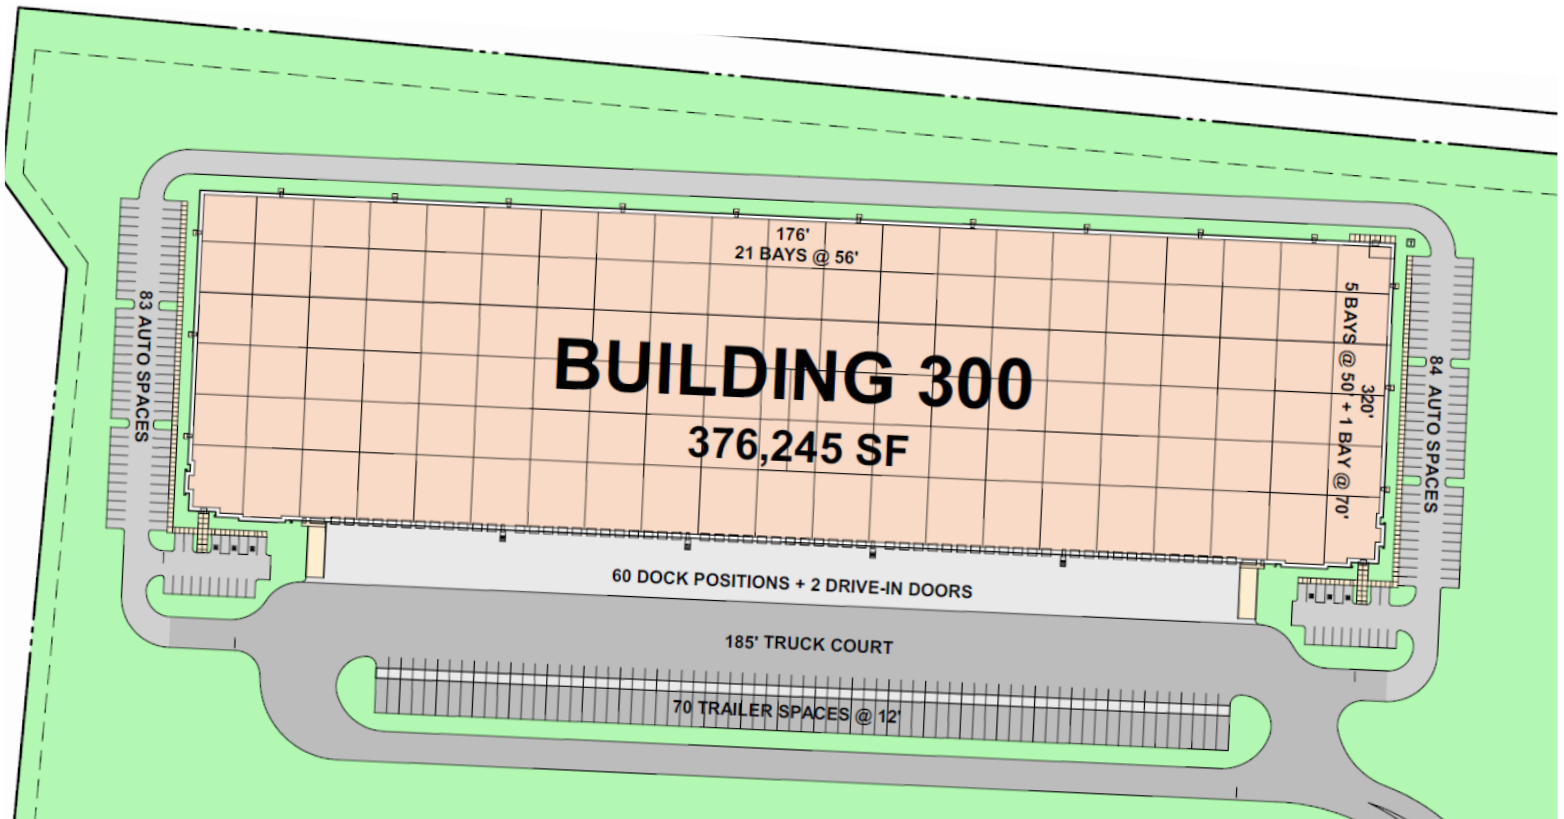 176'
21 BAYS @ 56'
BUILDING 300
376,245 SF
320'
5 BAYS @ 50' + 1 BAY @ 70'
83 AUTO SPACES
84 AUTO SPACES
60 DOCK POSITIONS + 2 DRIVE-IN DOORS
185' TRUCK COURT
70 TRAILER SPACES @ 12'